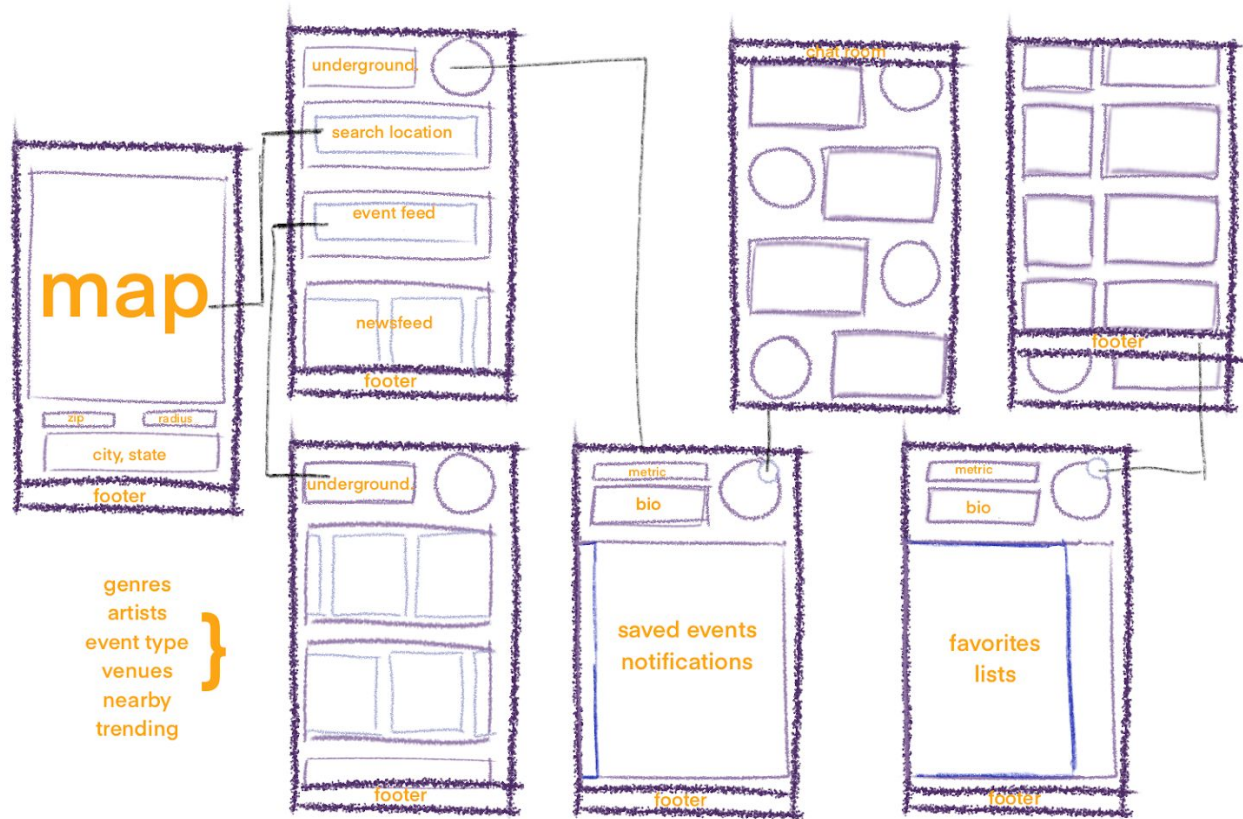 map
zip
radius
city, state
footer
genres
artists
event type
venues
nearby
trending
}
underground.
search location
event feed
newsfeed
footer
underground.
footer
metric
bio
saved events
notifications
footer
chat room
footer
metric
bio
favorites
lists
footer